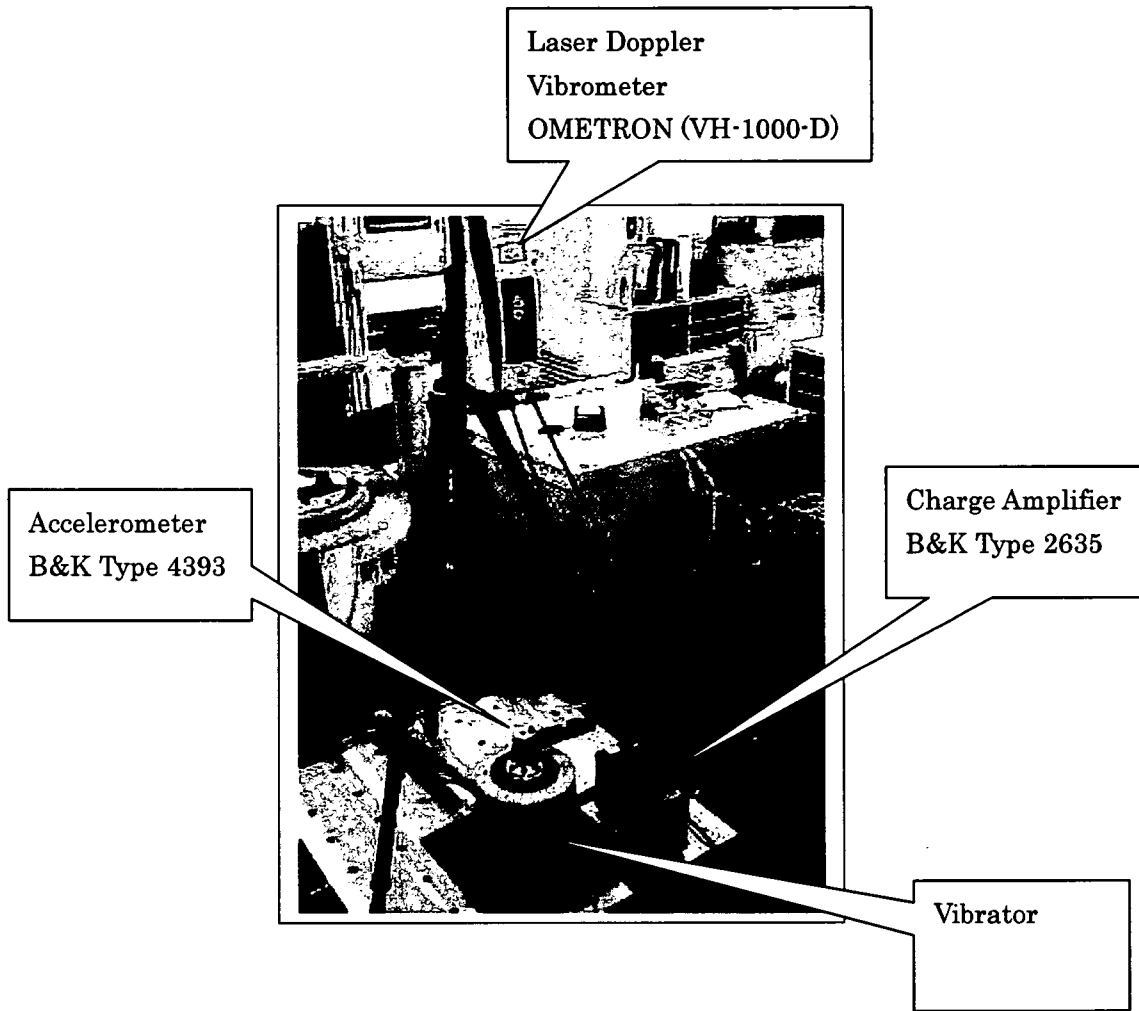 Laser Doppler
Vibrometer
OMETRON (VH-1000-D)
Accelerometer
B&K Type 4393
Charge Amplifier
B&K Type 2635
Vibrator